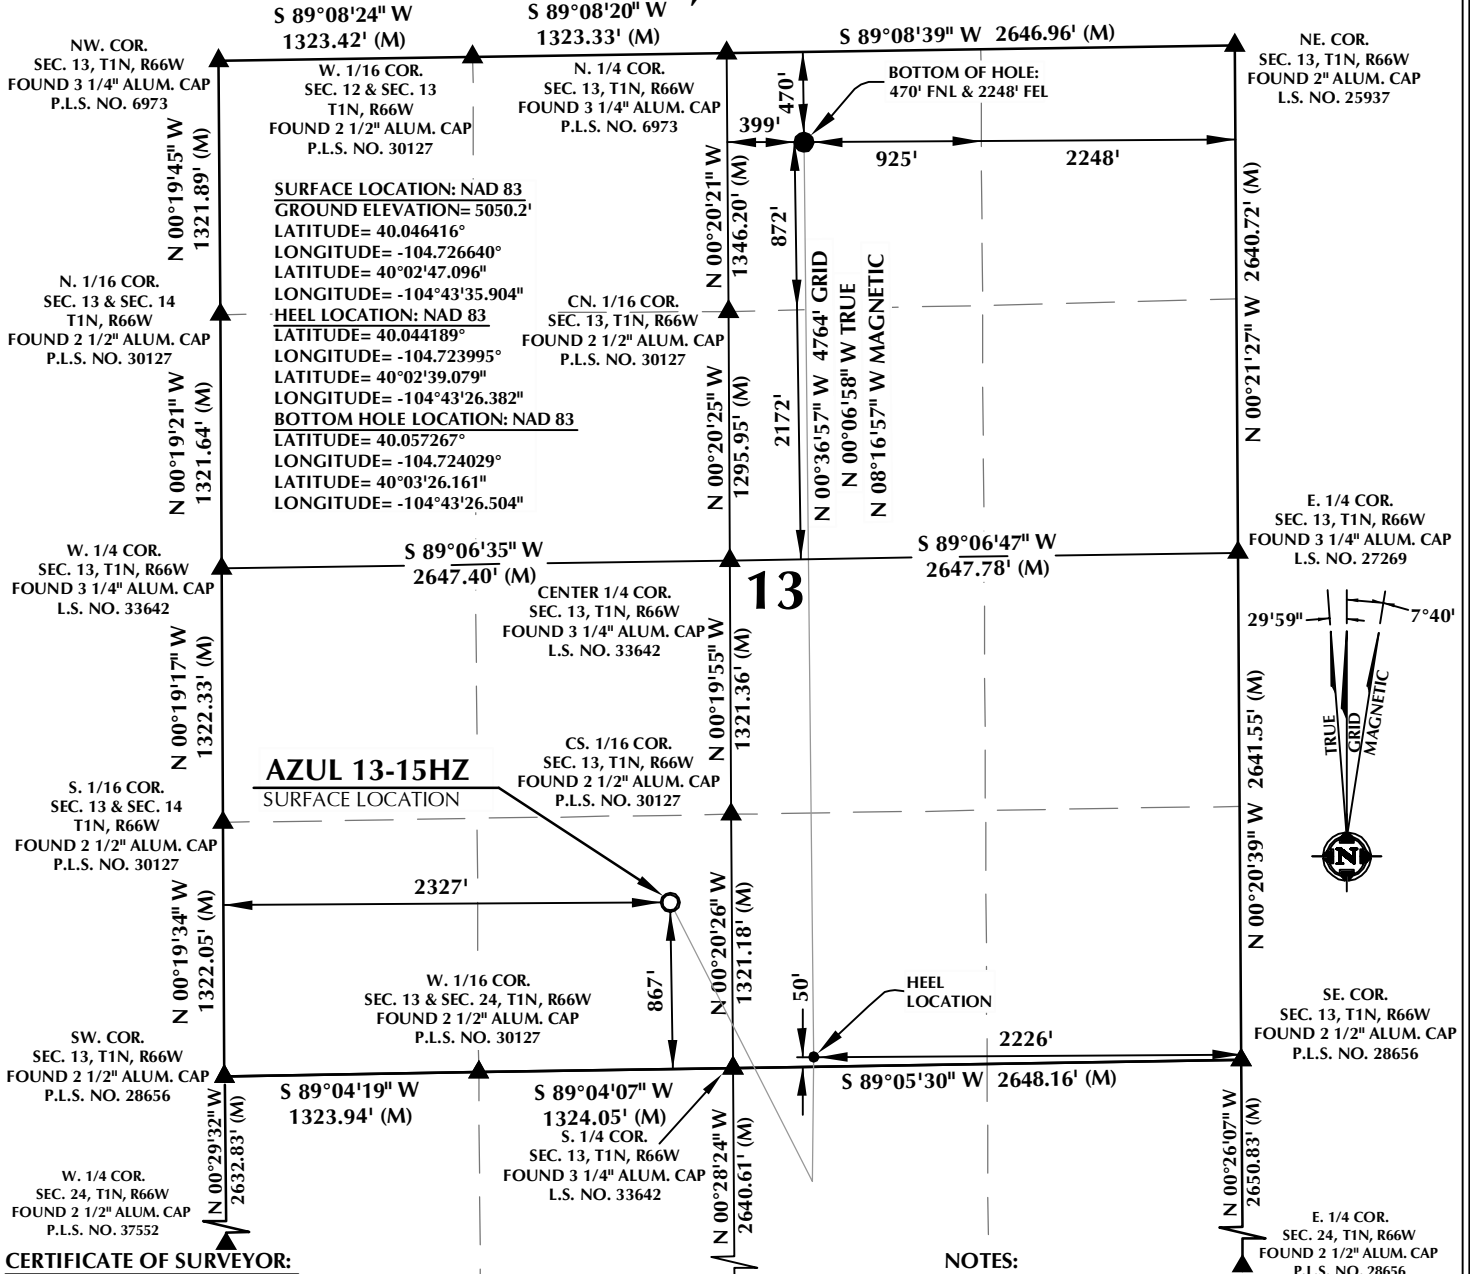 S 89°08'24" W
1323.42' (M)
S 89°08'20" W
1323.33' (M)
S 89°08'39" W 2646.96' (M)
NW. COR.
SEC. 13, T1N, R66W
FOUND 3 1/4" ALUM. CAP
P.L.S. NO. 6973
W. 1/16 COR.
SEC. 12 & SEC. 13
T1N, R66W
FOUND 2 1/2" ALUM. CAP
P.L.S. NO. 30127
N. 1/4 COR.
SEC. 13, T1N, R66W
FOUND 3 1/4" ALUM. CAP
P.L.S. NO. 6973
BOTTOM OF HOLE:
470' FNL & 2248' FEL
NE. COR.
SEC. 13, T1N, R66W
FOUND 2" ALUM. CAP
L.S. NO. 25937
470'
399'
925'
2248'
N 00°19'45" W
1321.89' (M)
SURFACE LOCATION: NAD 83
GROUND ELEVATION= 5050.2'
LATITUDE= 40.046416°
LONGITUDE= -104.726640°
LATITUDE= 40°02'47.096"
LONGITUDE= -104°43'35.904"
HEEL LOCATION: NAD 83
LATITUDE= 40.044189°
LONGITUDE= -104.723995°
LATITUDE= 40°02'39.079"
LONGITUDE= -104°43'26.382"
BOTTOM HOLE LOCATION: NAD 83
LATITUDE= 40.057267°
LONGITUDE= -104.724029°
LATITUDE= 40°03'26.161"
LONGITUDE= -104°43'26.504"
N 00°20'21" W
1346.20' (M)
872'
N 00°36'57" W 4764' GRID
N 00°06'58" W TRUE
N 08°16'57" W MAGNETIC
N 00°21'27" W 2640.72' (M)
N. 1/16 COR.
SEC. 13 & SEC. 14
T1N, R66W
FOUND 2 1/2" ALUM. CAP
P.L.S. NO. 30127
CN. 1/16 COR.
SEC. 13, T1N, R66W
FOUND 2 1/2" ALUM. CAP
P.L.S. NO. 30127
N 00°19'21" W
1321.64' (M)
N 00°20'25" W
1295.95' (M)
2172'
E. 1/4 COR.
SEC. 13, T1N, R66W
FOUND 3 1/4" ALUM. CAP
L.S. NO. 27269
W. 1/4 COR.
SEC. 13, T1N, R66W
FOUND 3 1/4" ALUM. CAP
L.S. NO. 33642
S 89°06'35" W
2647.40' (M)
S 89°06'47" W
2647.78' (M)
13
CENTER 1/4 COR.
SEC. 13, T1N, R66W
FOUND 3 1/4" ALUM. CAP
L.S. NO. 33642
29'59"
7°40'
TRUE
GRID
MAGNETIC
N
N 00°19'17" W
1322.33' (M)
N 00°19'55" W
1321.36' (M)
N 00°20'39" W 2641.55' (M)
AZUL 13-15HZ
SURFACE LOCATION
CS. 1/16 COR.
SEC. 13, T1N, R66W
FOUND 2 1/2" ALUM. CAP
P.L.S. NO. 30127
S. 1/16 COR.
SEC. 13 & SEC. 14
T1N, R66W
FOUND 2 1/2" ALUM. CAP
P.L.S. NO. 30127
2327'
N 00°19'34" W
1322.05' (M)
867'
N 00°20'26" W
1321.18' (M)
50'
HEEL
LOCATION
2226'
W. 1/16 COR.
SEC. 13 & SEC. 24, T1N, R66W
FOUND 2 1/2" ALUM. CAP
P.L.S. NO. 30127
SE. COR.
SEC. 13, T1N, R66W
FOUND 2 1/2" ALUM. CAP
P.L.S. NO. 28656
SW. COR.
SEC. 13, T1N, R66W
FOUND 2 1/2" ALUM. CAP
P.L.S. NO. 28656
S 89°04'19" W
1323.94' (M)
S 89°04'07" W
1324.05' (M)
S 89°05'30" W 2648.16' (M)
S. 1/4 COR.
SEC. 13, T1N, R66W
FOUND 3 1/4" ALUM. CAP
L.S. NO. 33642
N 00°29'32" W
2632.83' (M)
N 00°28'24" W
2640.61' (M)
N 00°26'07" W
2650.83' (M)
W. 1/4 COR.
SEC. 24, T1N, R66W
FOUND 2 1/2" ALUM. CAP
P.L.S. NO. 37552
E. 1/4 COR.
SEC. 24, T1N, R66W
FOUND 2 1/2" ALUM. CAP
P.L.S. NO. 28656
CERTIFICATE OF SURVEYOR:
NOTES: